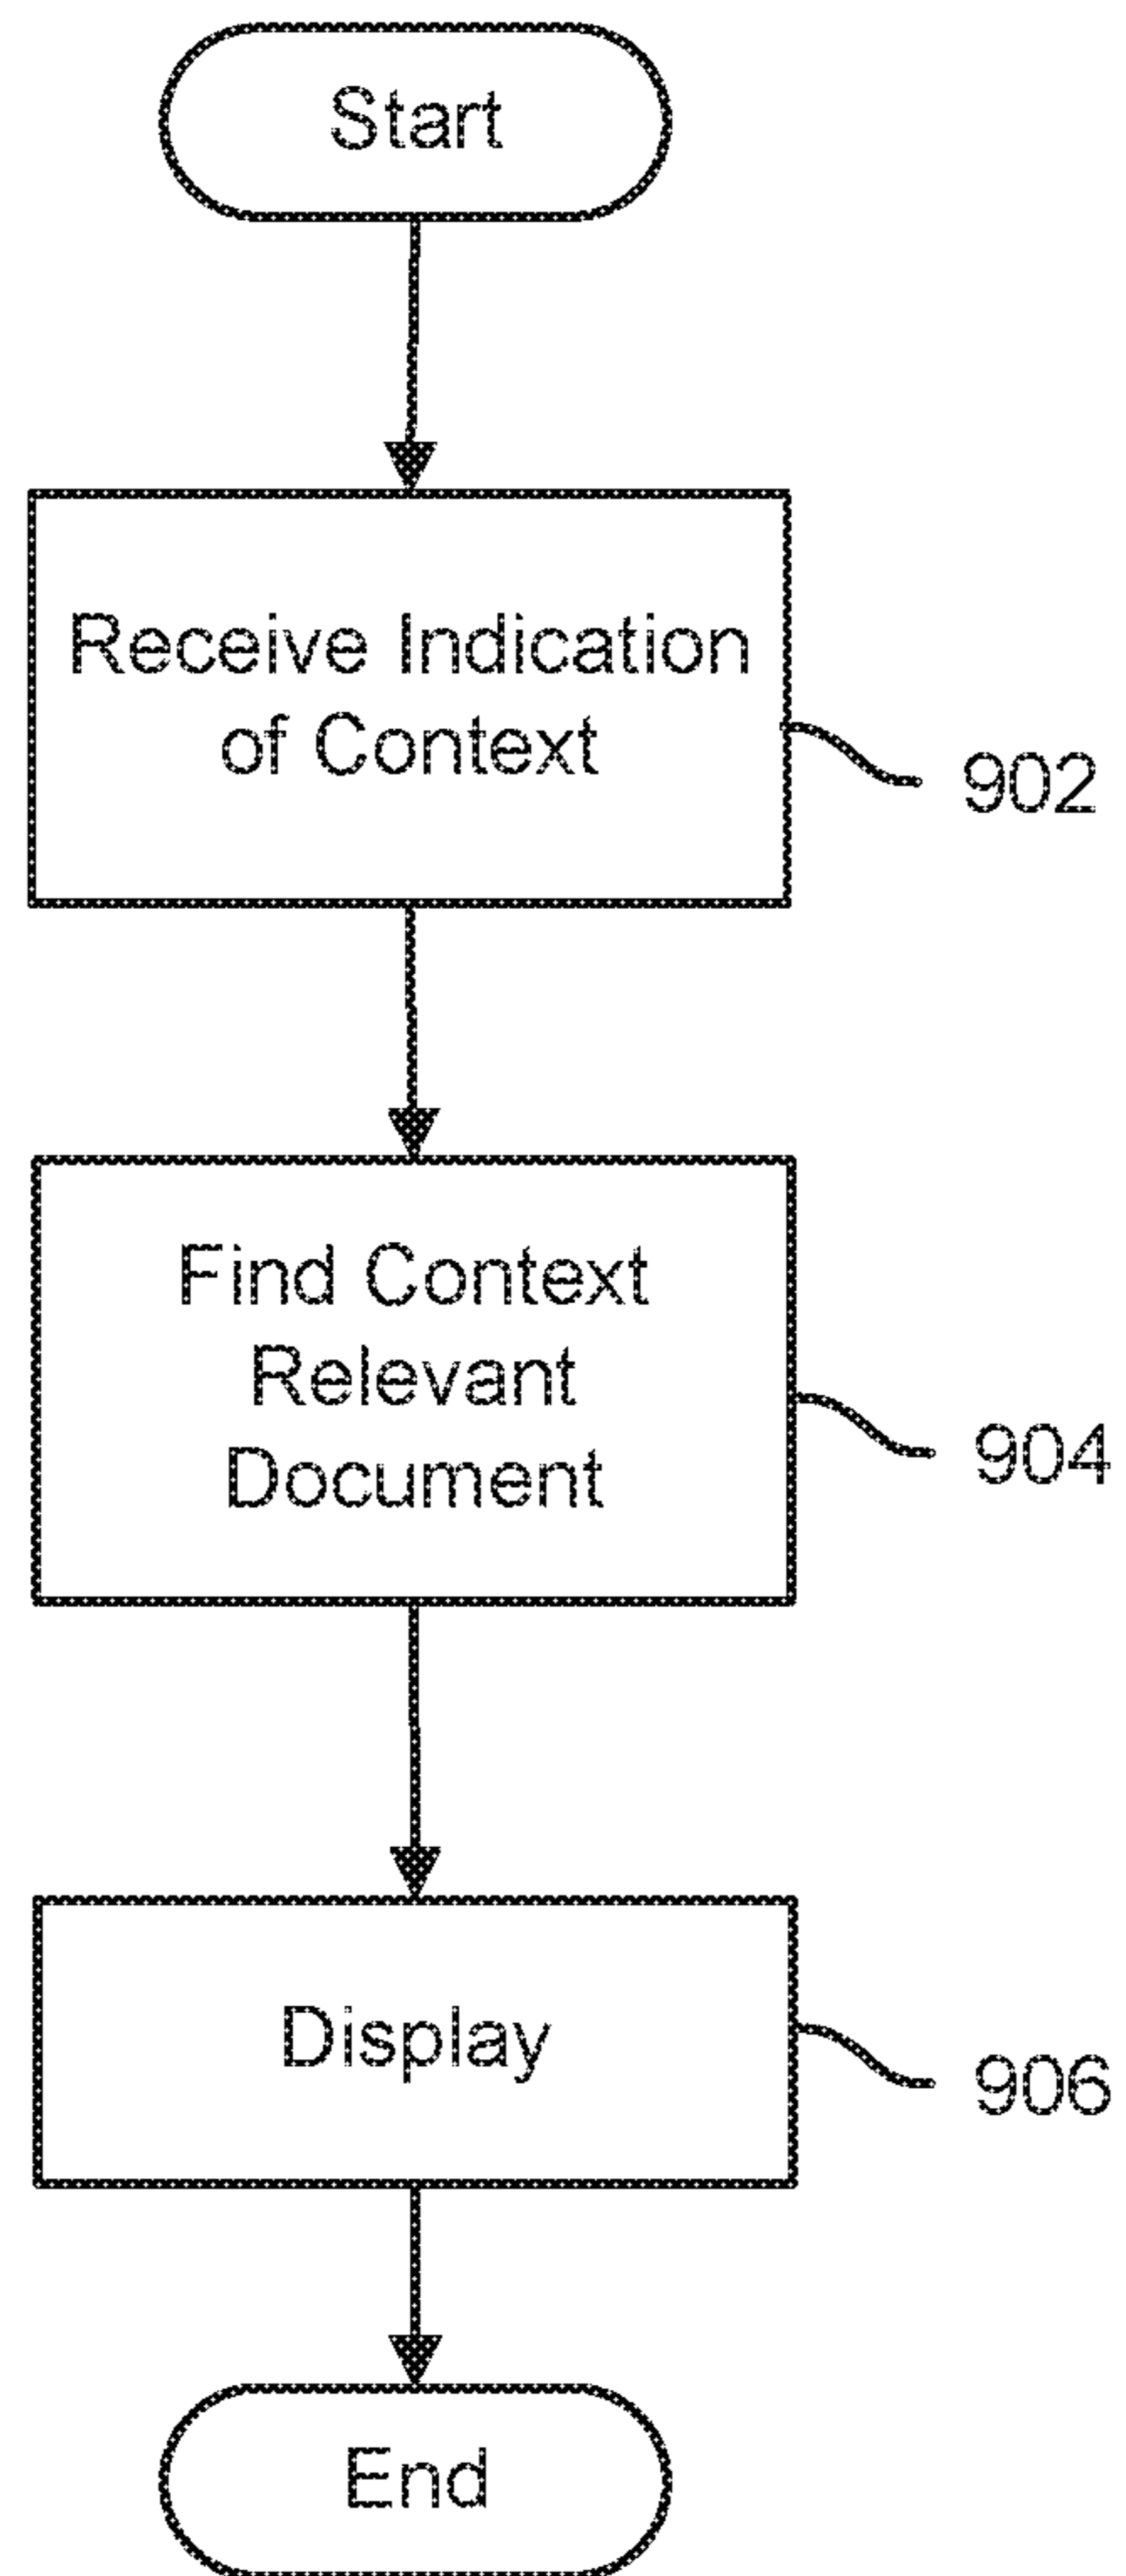 Start
Receive Indication
of Context
902
Find Context
Relevant
Document
904
Display
906
End